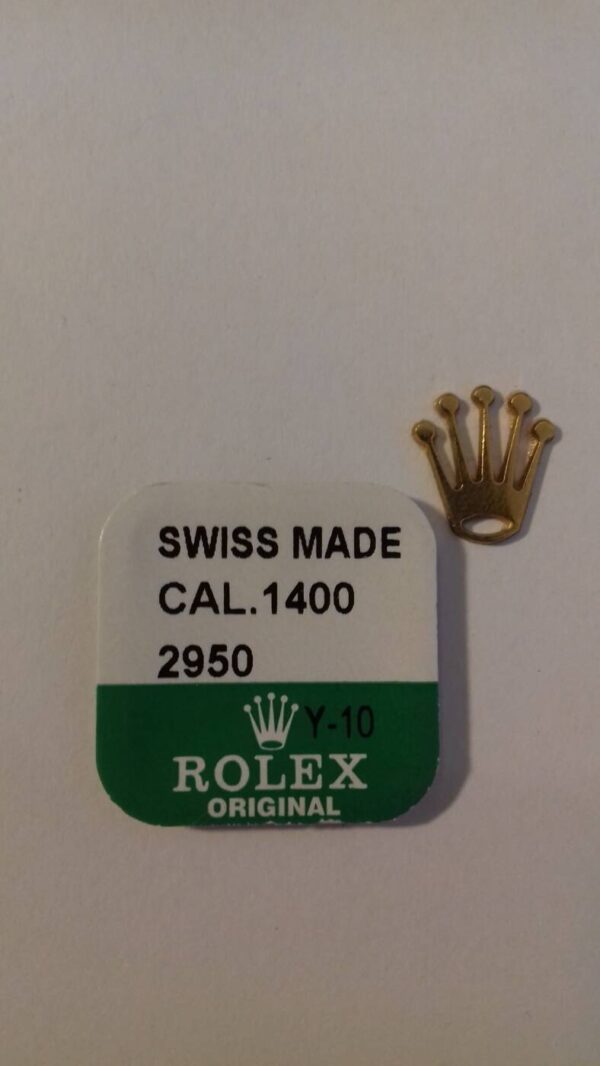 SWISS MADE
CAL.1400
2950
Y-10
ROLEX
ORIGINAL